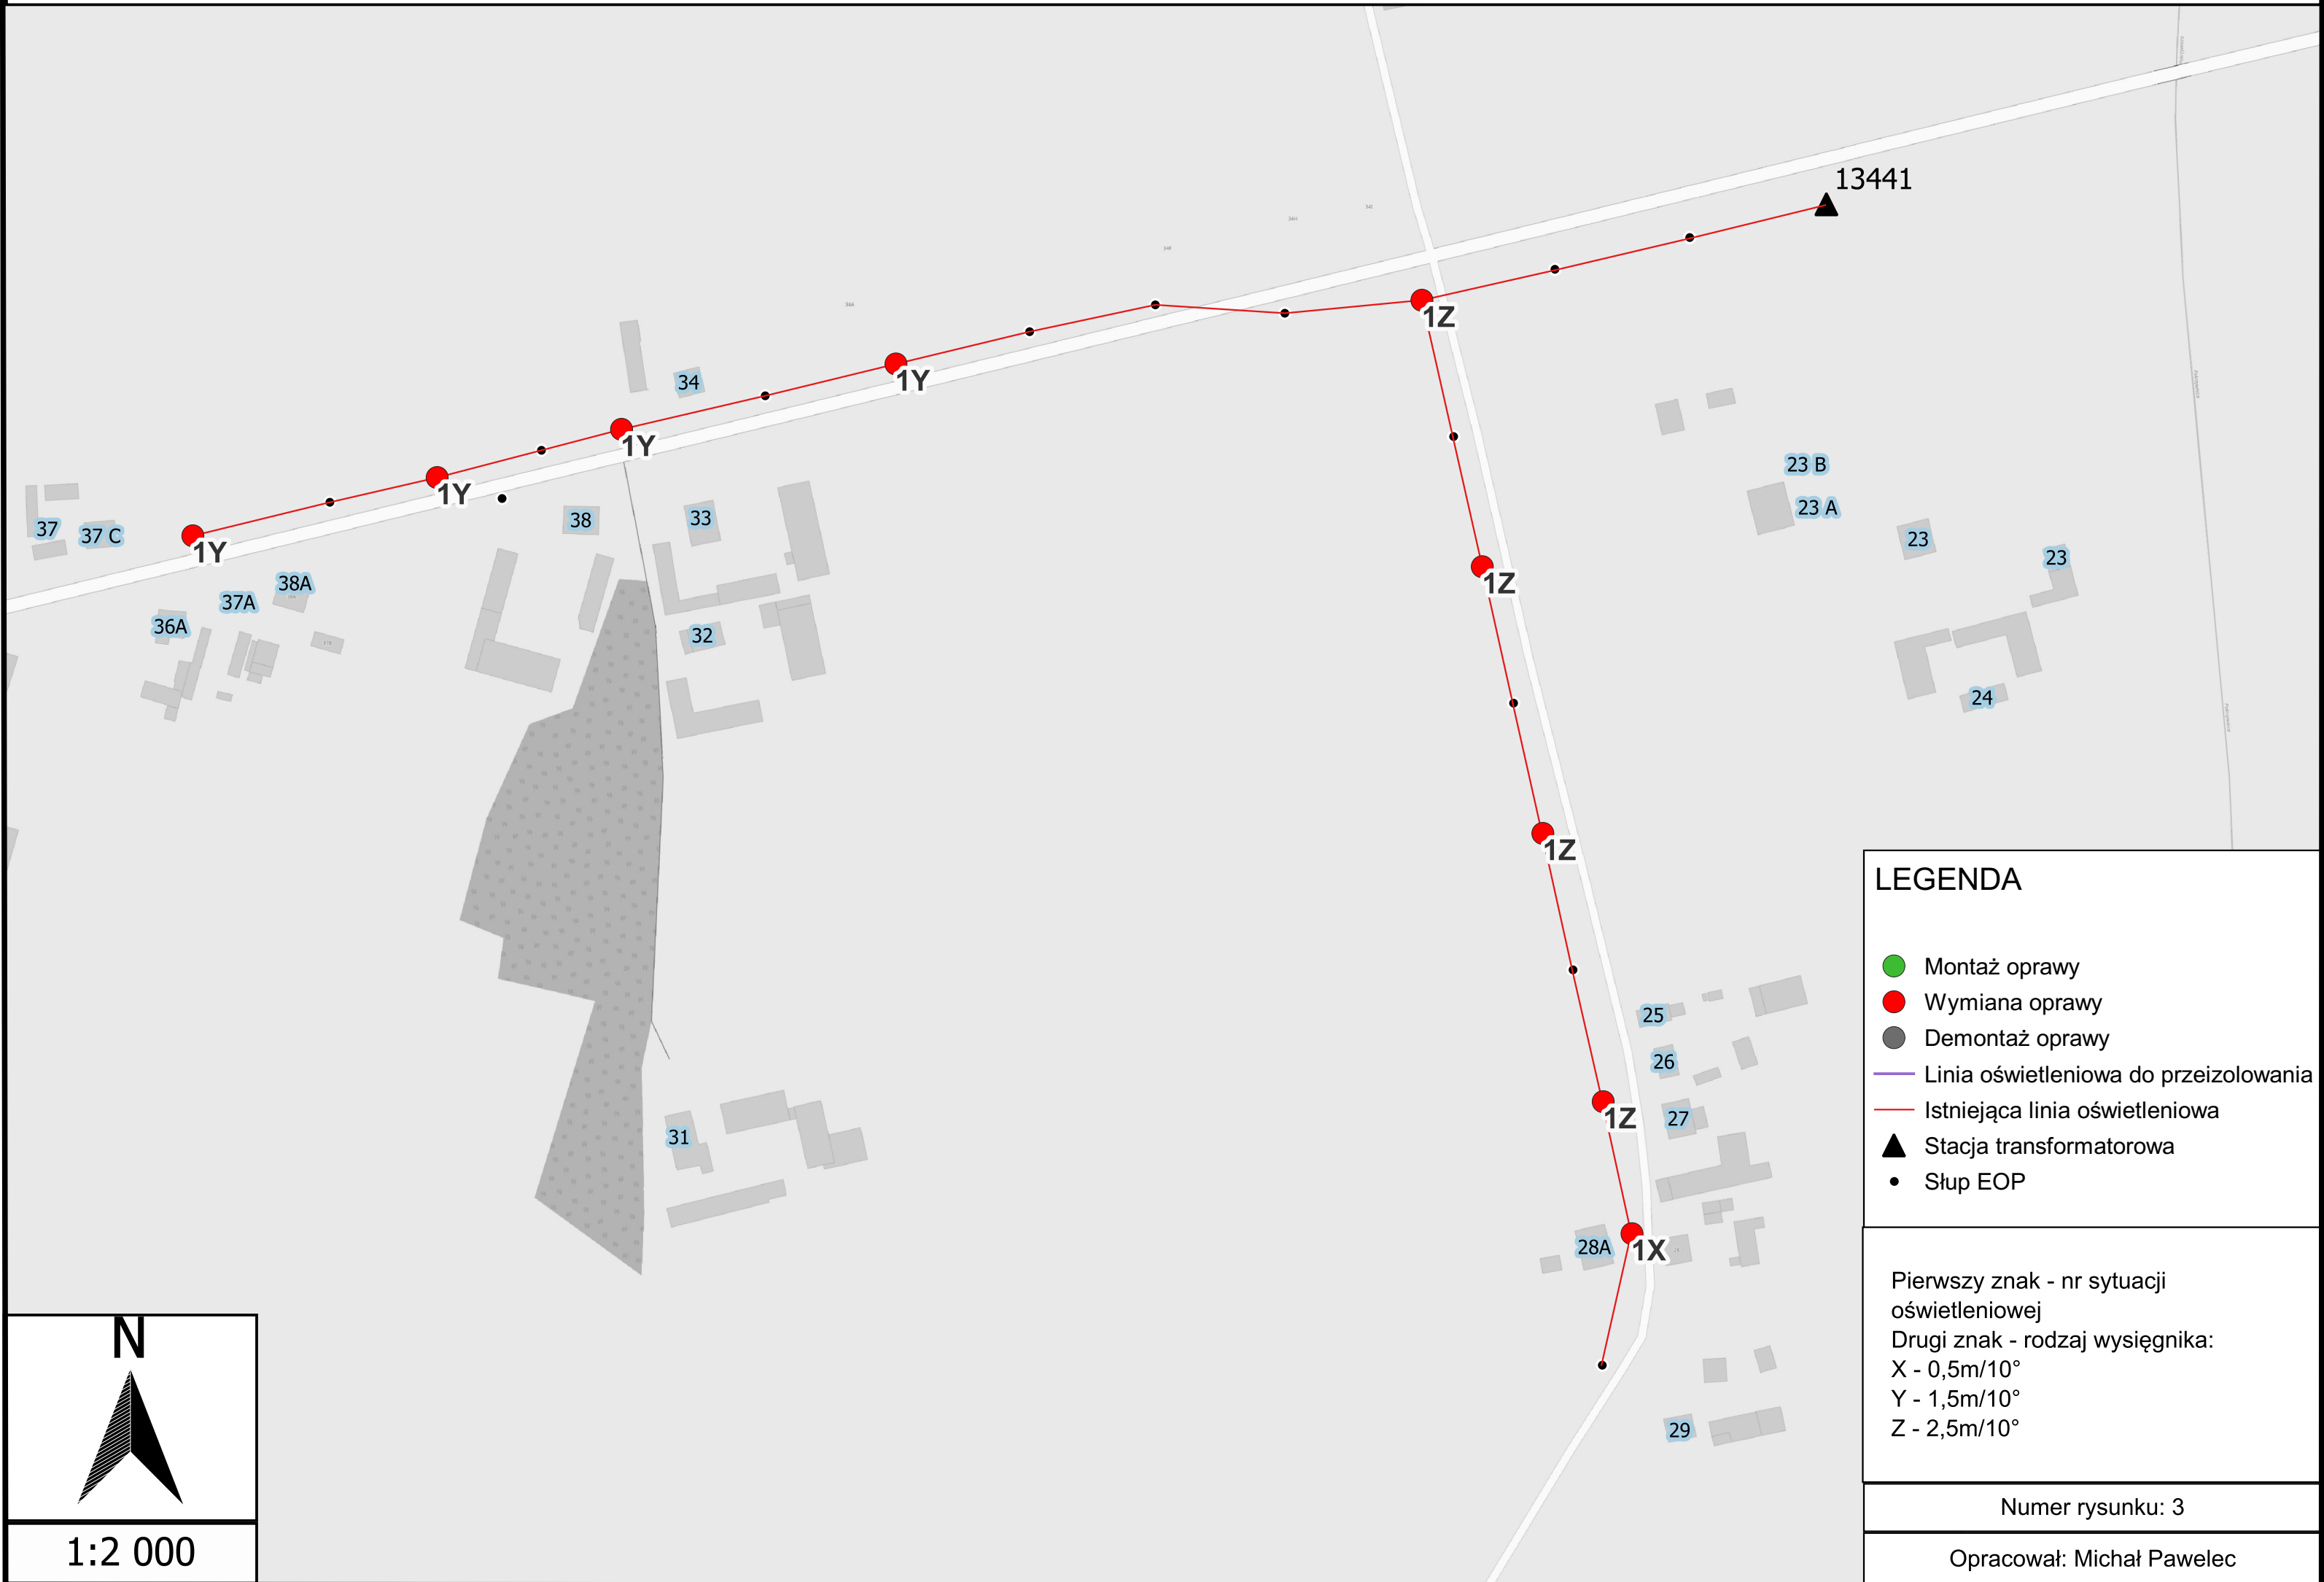 13441
34H
34F
34A
1Z
1Y
34
1Y
23 B
1Y
23 A
38
33
37
37 C
1Y
23
23
1Z
38A
37A
36A
32
24
1Z
LEGENDA
Montaż oprawy
Wymiana oprawy
Demontaż oprawy
Linia oświetleniowa do przeizolowania
Istniejąca linia oświetleniowa
Stacja transformatorowa
Słup EOP
25
26
27
1Z
31
28A
1X
29
Pierwszy znak - nr sytuacji
oświetleniowej
Drugi znak - rodzaj wysięgnika:
X - 0,5m/10°
Y - 1,5m/10°
Z - 2,5m/10°
N
1:2 000
Numer rysunku: 3
Opracował: Michał Pawelec